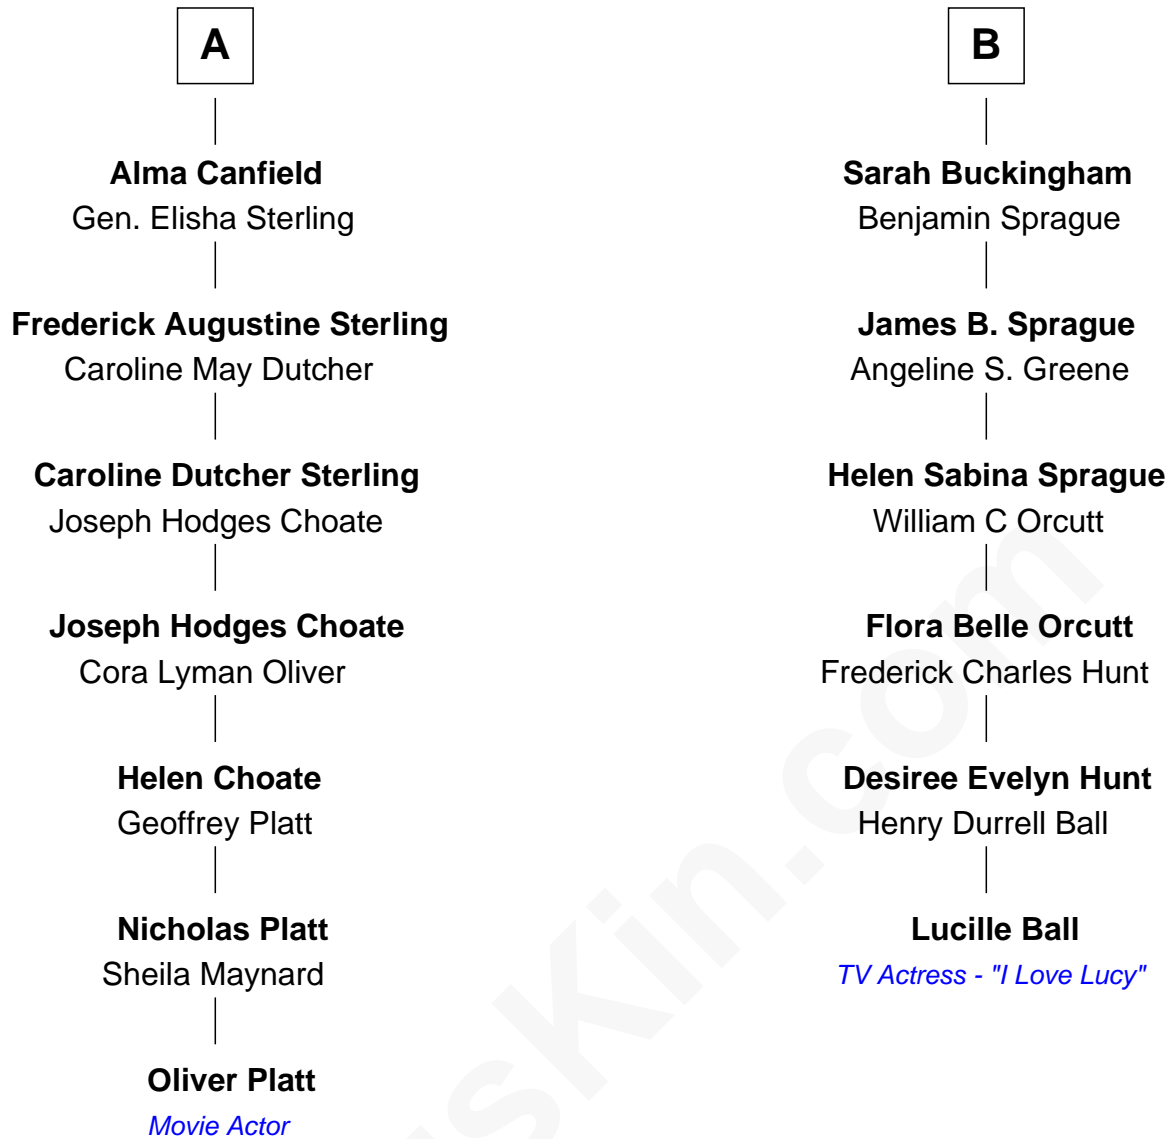 A
Alma Canfield
Gen. Elisha Sterling
Frederick Augustine Sterling
Caroline May Dutcher
Caroline Dutcher Sterling
Joseph Hodges Choate
Joseph Hodges Choate
Cora Lyman Oliver
Helen Choate
Geoffrey Platt
Nicholas Platt
Sheila Maynard
Oliver Platt
Movie Actor
B
Sarah Buckingham
Benjamin Sprague
James B. Sprague
Angeline S. Greene
Helen Sabina Sprague
William C Orcutt
Flora Belle Orcutt
Frederick Charles Hunt
Desiree Evelyn Hunt
Henry Durrell Ball
Lucille Ball
TV Actress - "I Love Lucy"